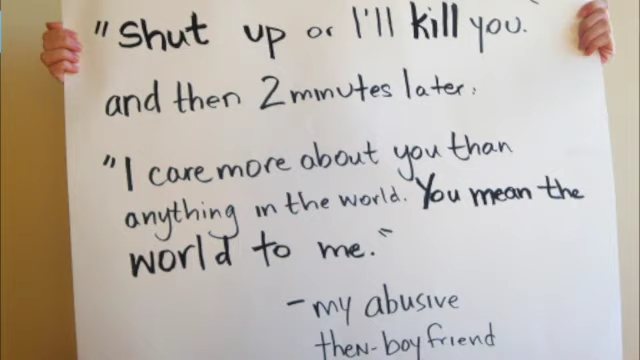 "Shut up or I'll kill you."
and then 2 minutes later:
"I care more about you than
anything in the world. You mean the
world to me."
- my abusive
then-boyfriend